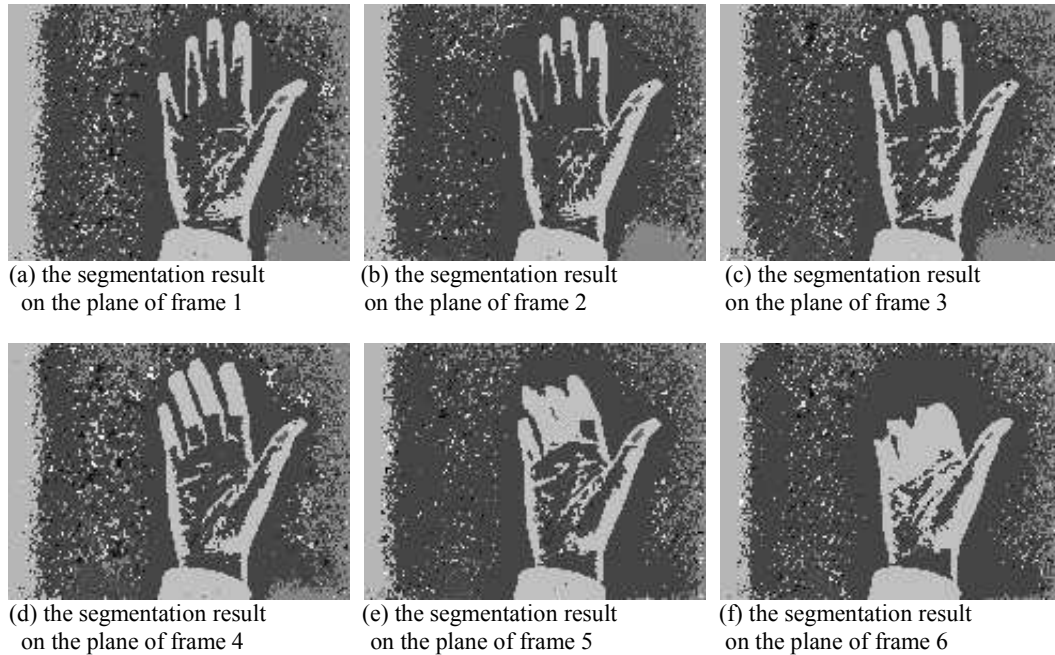 (a) the segmentation result
on the plane of frame 1
(b) the segmentation result
on the plane of frame 2
(c) the segmentation result
on the plane of frame 3
(d) the segmentation result
on the plane of frame 4
(e) the segmentation result
on the plane of frame 5
(f) the segmentation result
on the plane of frame 6